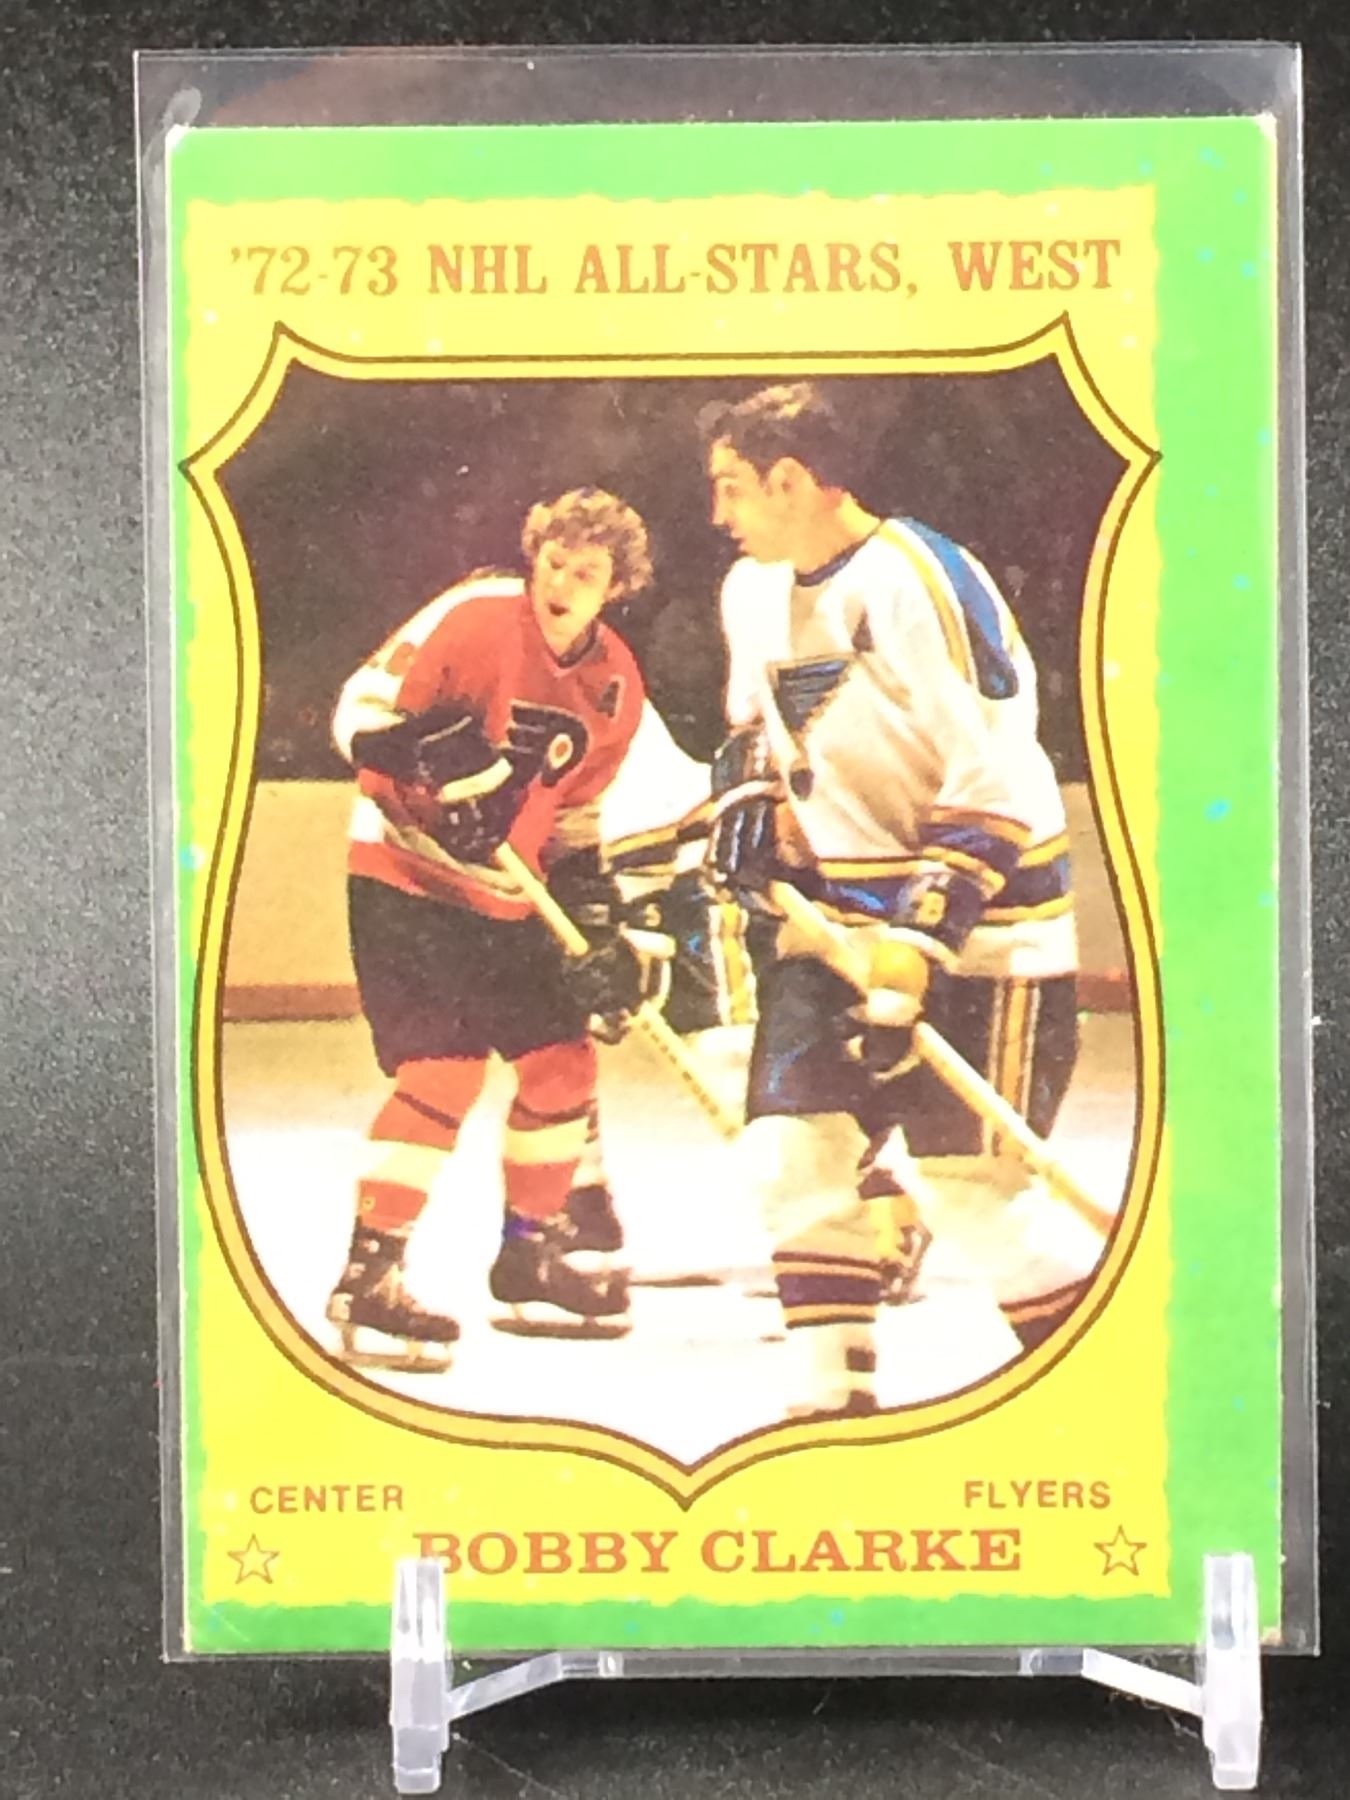 '72-73 NHL ALL-STARS, WEST
A
CENTER
FLYERS
BOBBY CLARKE